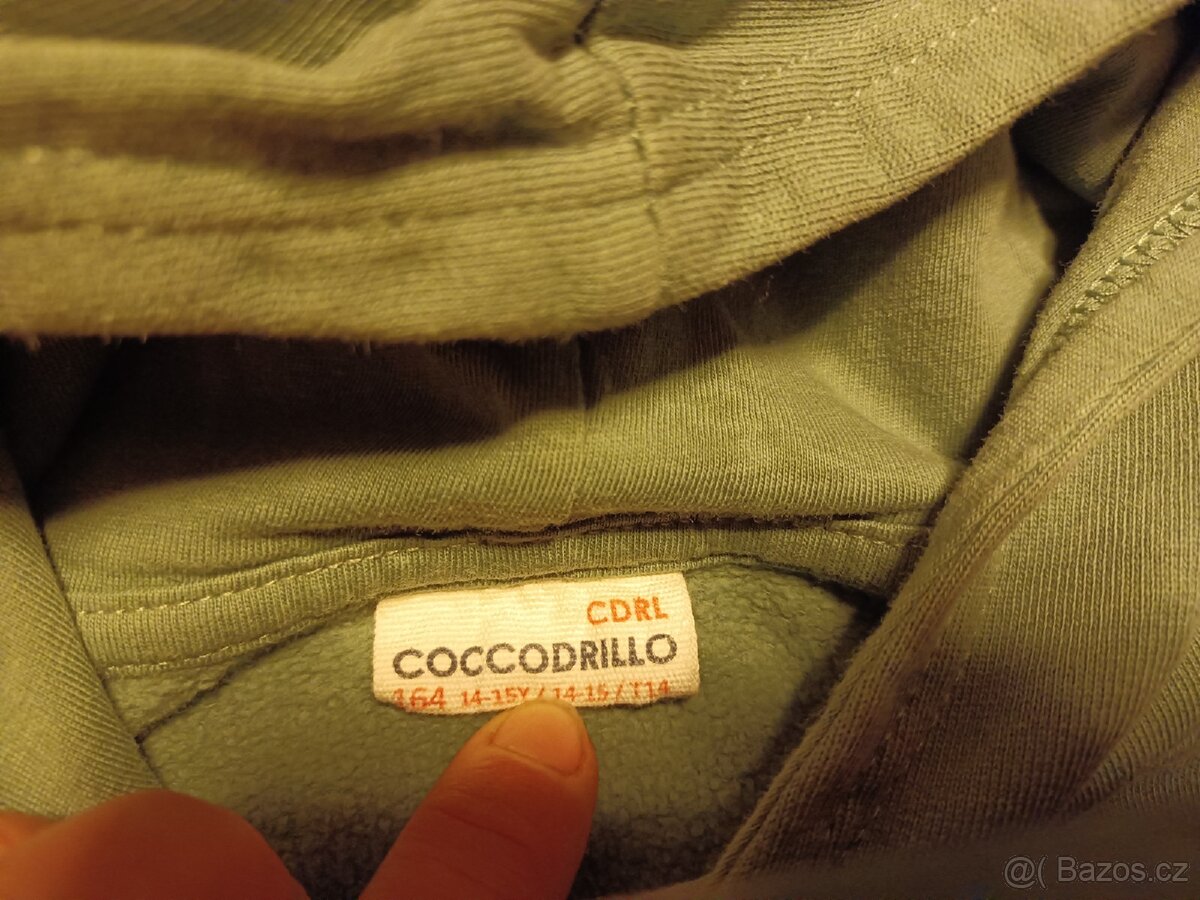 CDRL
COCCODRILLO
164 14-15Y / 14-15 / T14
@( Bazos.cz